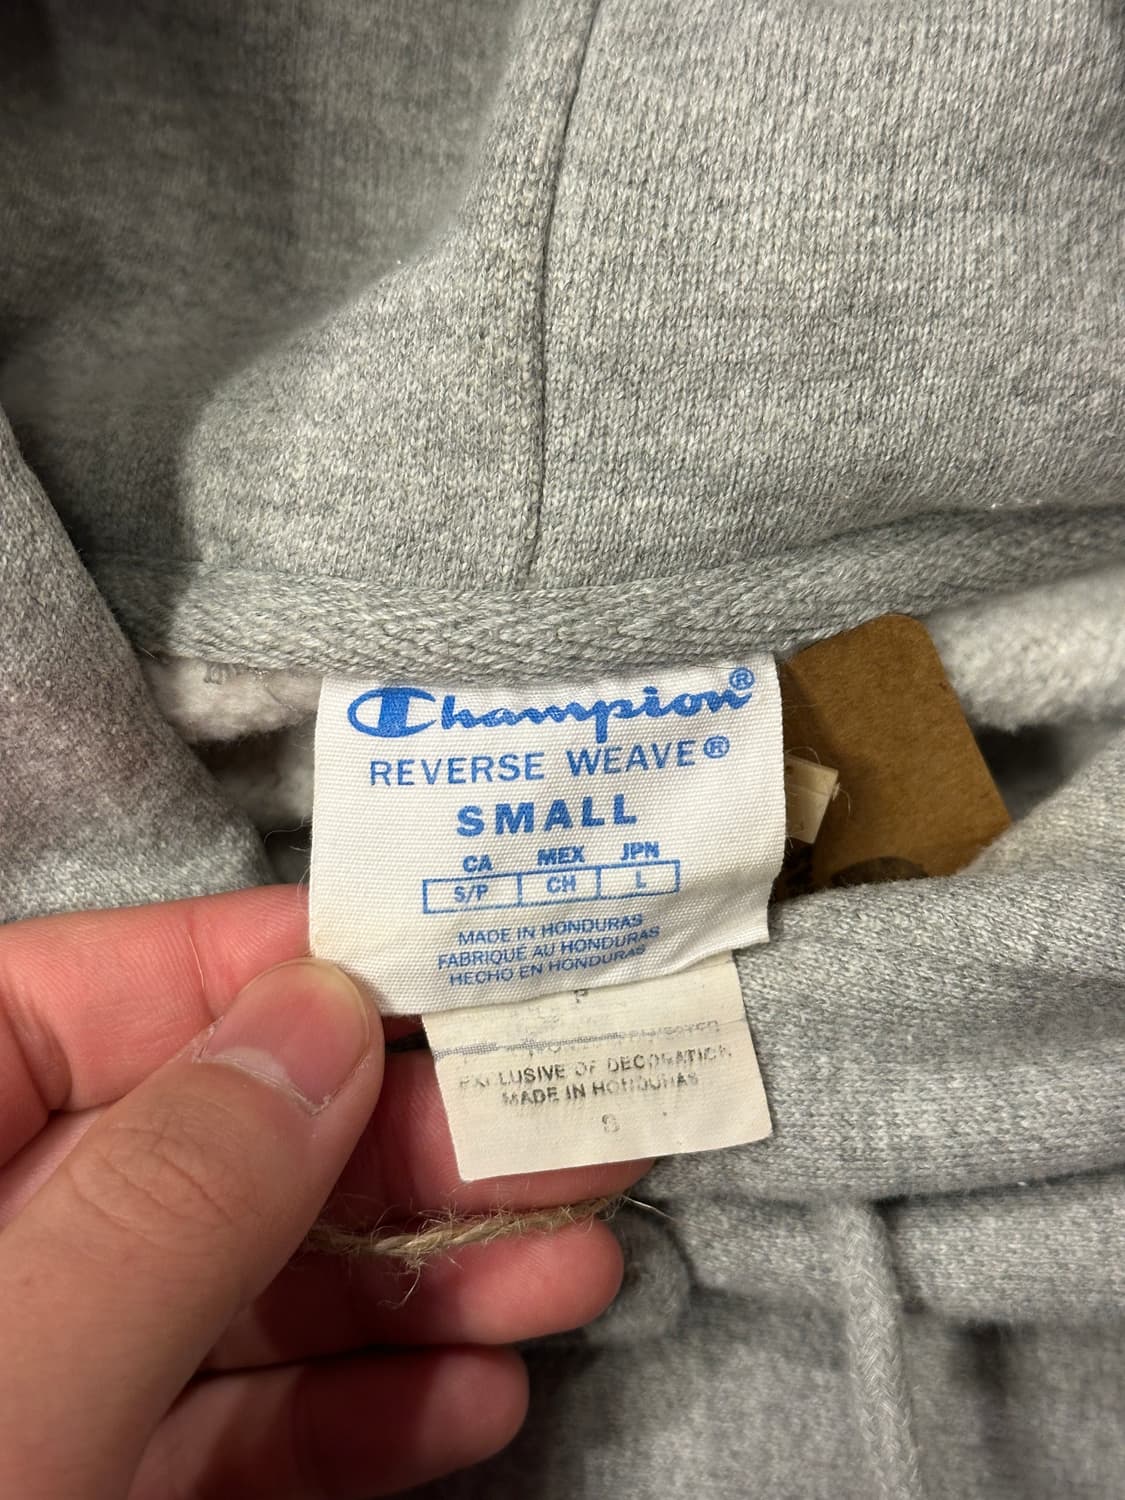 Champion®
REVERSE WEAVE®
SMALL
CA MEX JPN
S/P CH L
MADE IN HONDURAS
FABRIQUÉ AU HONDURAS
HECHO EN HONDURAS
P
EXCLUSIVE OF DECORATION
MADE IN HONDURAS
S